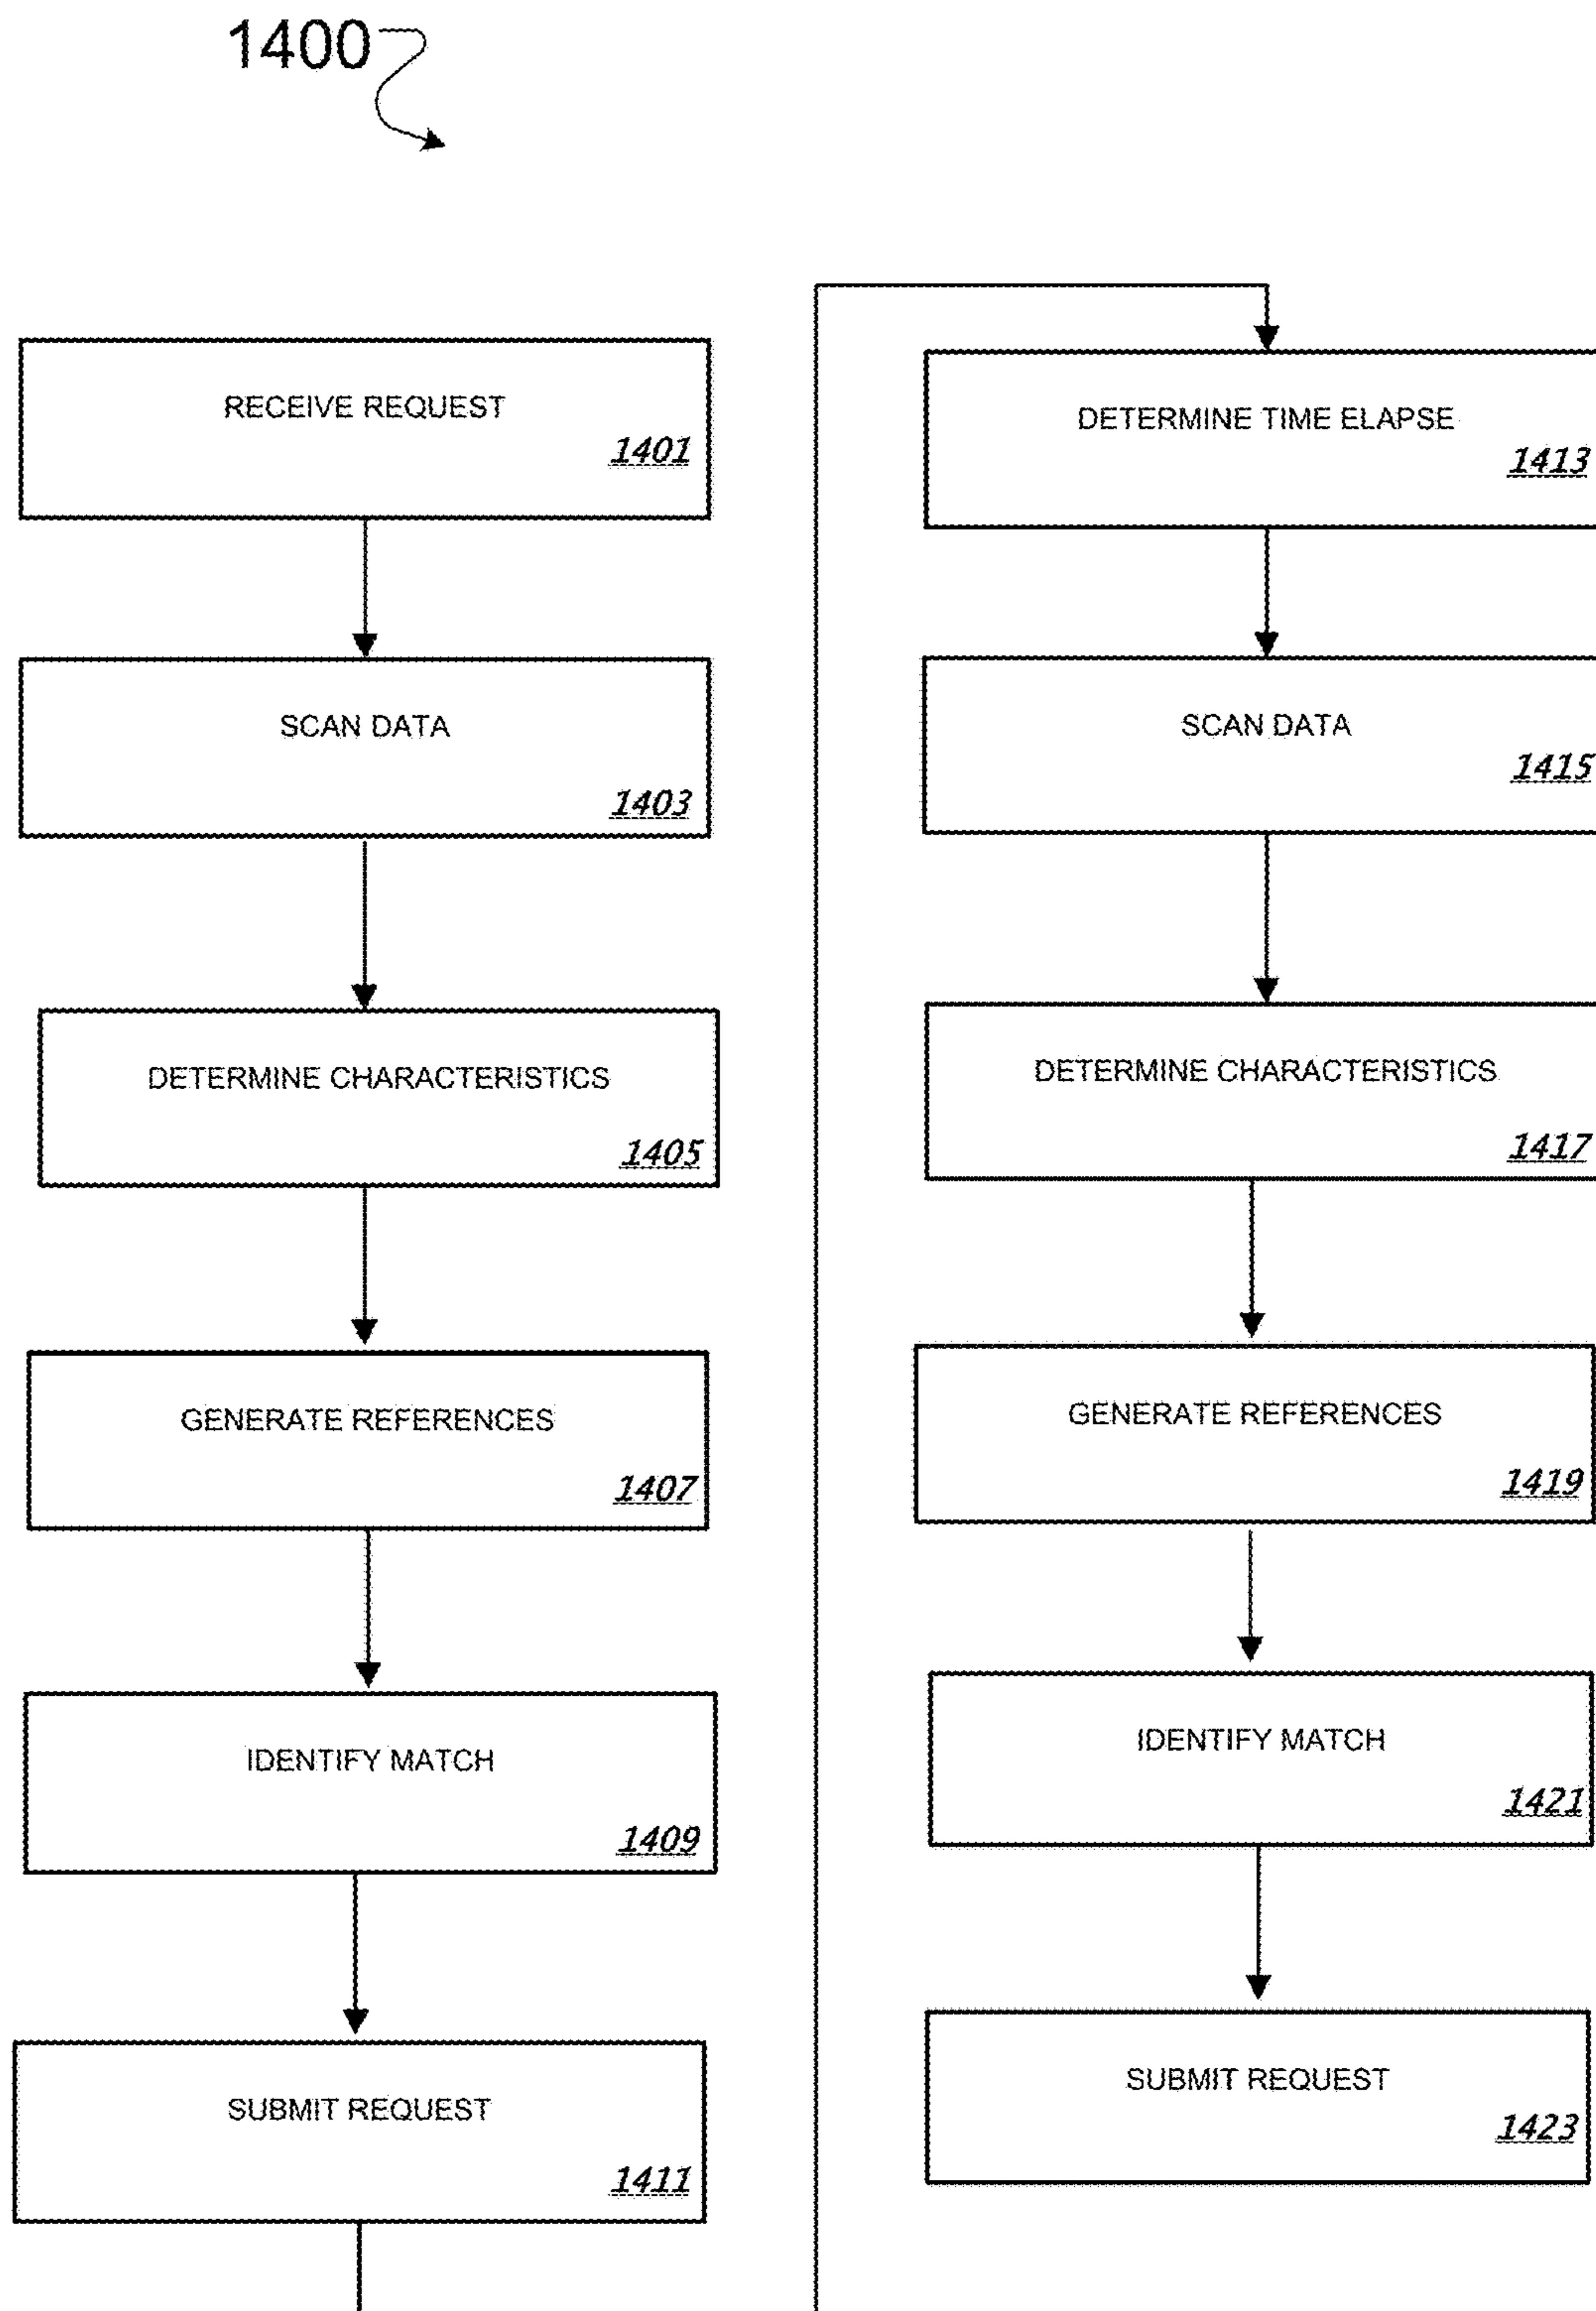 1400
RECEIVE REQUEST
1401
SCAN DATA
1403
DETERMINE CHARACTERISTICS
1405
GENERATE REFERENCES
1407
IDENTIFY MATCH
1409
SUBMIT REQUEST
1411
DETERMINE TIME ELAPSE
1413
SCAN DATA
1415
DETERMINE CHARACTERISTICS
1417
GENERATE REFERENCES
1419
IDENTIFY MATCH
1421
SUBMIT REQUEST
1423